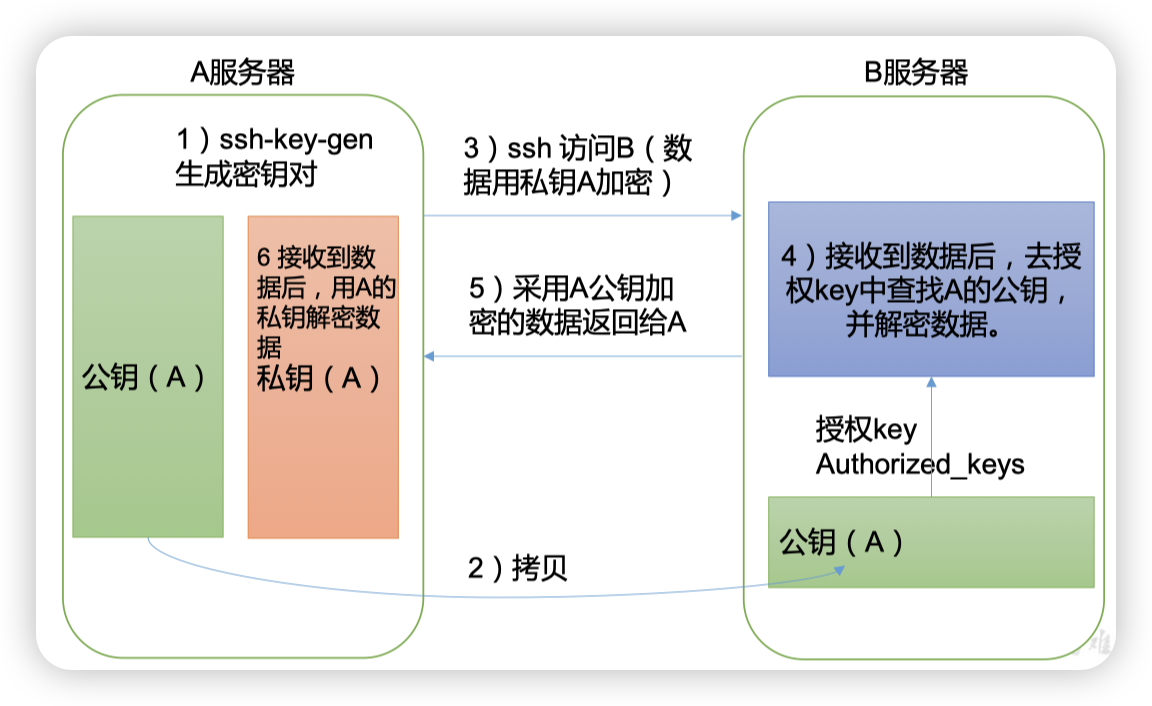 A服务器
B服务器
1）ssh-key-gen
生成密钥对
3）ssh 访问B（数
据用私钥A加密）
6 接收到数
据后，用A的
私钥解密数
据
公钥（A）
私钥（A）
5）采用A公钥加
密的数据返回给A
4）接收到数据后，去授
权key中查找A的公钥，
并解密数据。
授权key
Authorized_keys
公钥（A）
2）拷贝